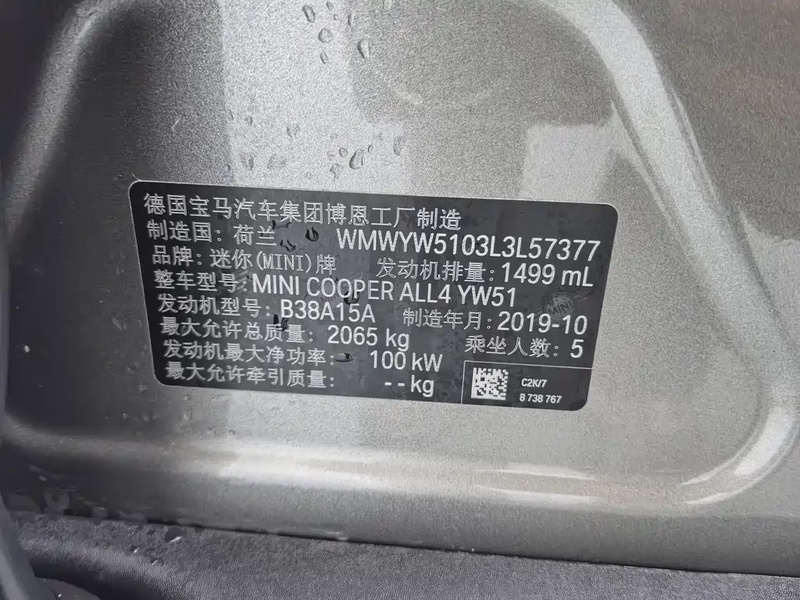 德国宝马汽车集团博恩工厂制造
制造国: 荷兰 WMWYW5103L3L57377
品牌: 迷你(MINI)牌 发动机排量: 1499 mL
整车型号: MINI COOPER ALL4 YW51
发动机型号: B38A15A 制造年月: 2019-10
最大允许总质量: 2065 kg 乘坐人数: 5
发动机最大净功率: 100 kW
最大允许牵引质量: -- kg
C2K/7
8 738 767